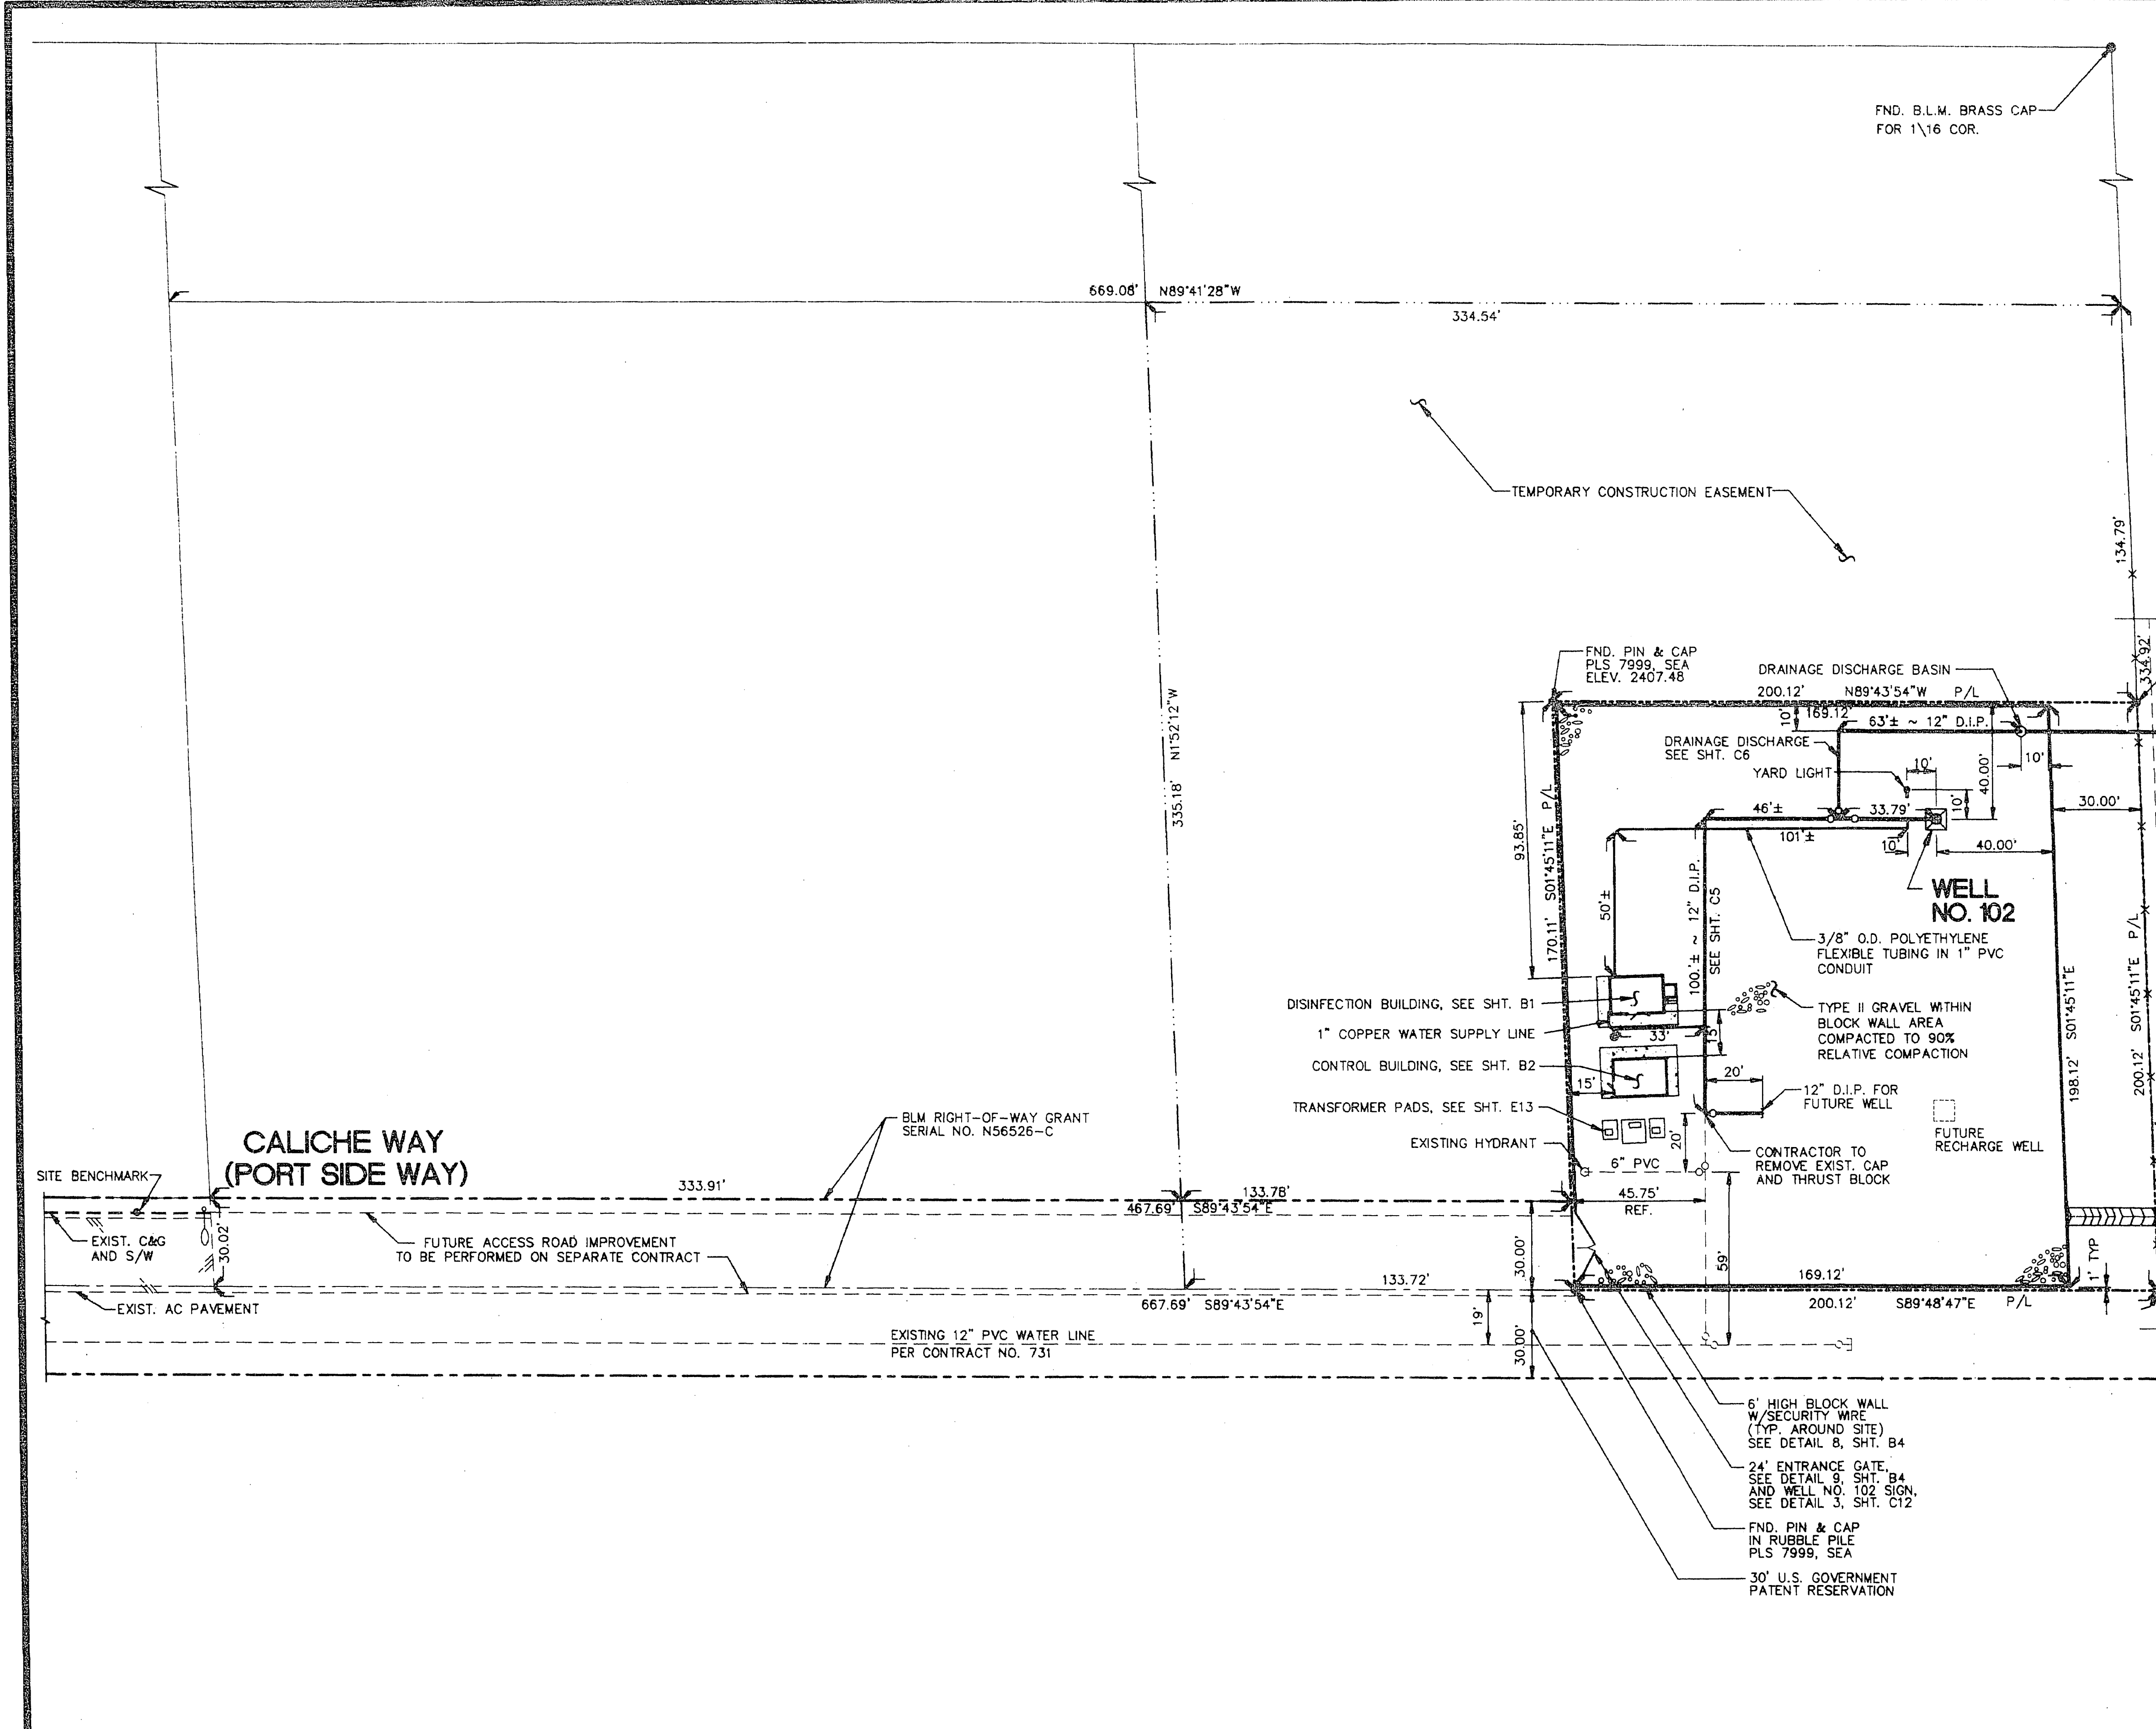 FND. B.L.M. BRASS CAP
FOR 1\16 COR.
669.08' N89°41'28"W
334.54'
TEMPORARY CONSTRUCTION EASEMENT
134.79'
334.92'
335.18' N1°52'12"W
FND. PIN & CAP
PLS 7999, SEA
ELEV. 2407.48
DRAINAGE DISCHARGE BASIN
200.12' N89°43'54"W P/L
169.12'
10'
63'± ~ 12" D.I.P.
DRAINAGE DISCHARGE
SEE SHT. C6
10'
YARD LIGHT
10'
40.00'
10'
30.00'
46'±
33.79'
101'±
10'
40.00'
93.85'
170.11' S01°45'11"E P/L
50'±
100.'± ~ 12" D.I.P.
SEE SHT. C5
WELL
NO. 102
3/8" O.D. POLYETHYLENE
FLEXIBLE TUBING IN 1" PVC
CONDUIT
198.12' S01°45'11"E
200.12' S01°45'11"E P/L
DISINFECTION BUILDING, SEE SHT. B1
1" COPPER WATER SUPPLY LINE
33'
15'
TYPE II GRAVEL WITHIN
BLOCK WALL AREA
COMPACTED TO 90%
RELATIVE COMPACTION
CONTROL BUILDING, SEE SHT. B2
15'
20'
12" D.I.P. FOR
FUTURE WELL
TRANSFORMER PADS, SEE SHT. E13
20'
FUTURE
RECHARGE WELL
EXISTING HYDRANT
6" PVC
CONTRACTOR TO
REMOVE EXIST. CAP
AND THRUST BLOCK
BLM RIGHT-OF-WAY GRANT
SERIAL NO. N56526-C
CALICHE WAY
(PORT SIDE WAY)
SITE BENCHMARK
333.91'
133.78'
467.69' S89°43'54"E
45.75'
REF.
EXIST. C&G
AND S/W
30.02'
FUTURE ACCESS ROAD IMPROVEMENT
TO BE PERFORMED ON SEPARATE CONTRACT
30.00'
59'
1' TYP
EXIST. AC PAVEMENT
133.72'
169.12'
667.69' S89°43'54"E
200.12' S89°48'47"E P/L
19'
30.00'
EXISTING 12" PVC WATER LINE
PER CONTRACT NO. 731
6' HIGH BLOCK WALL
W/SECURITY WIRE
(TYP. AROUND SITE)
SEE DETAIL 8, SHT. B4
24' ENTRANCE GATE,
SEE DETAIL 9, SHT. B4
AND WELL NO. 102 SIGN,
SEE DETAIL 3, SHT. C12
FND. PIN & CAP
IN RUBBLE PILE
PLS 7999, SEA
30' U.S. GOVERNMENT
PATENT RESERVATION